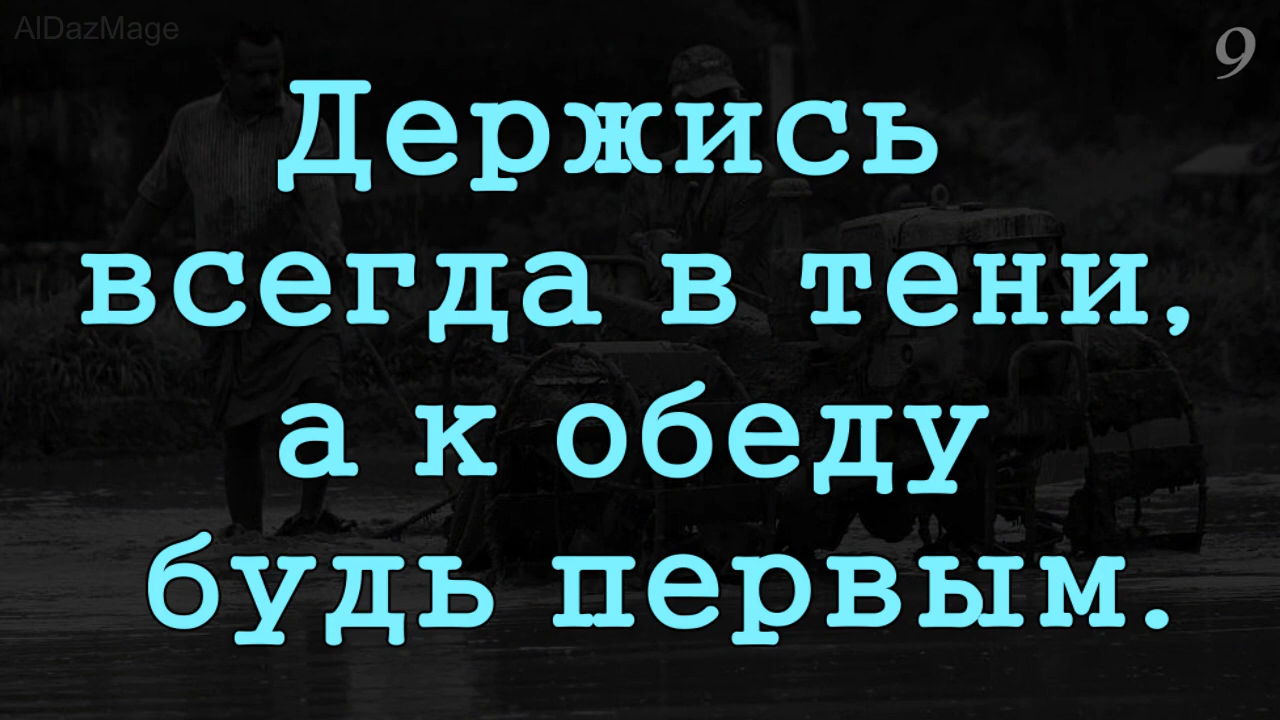 AlDazMage
9
Держись
всегда в тени,
а к обеду
будь первым.